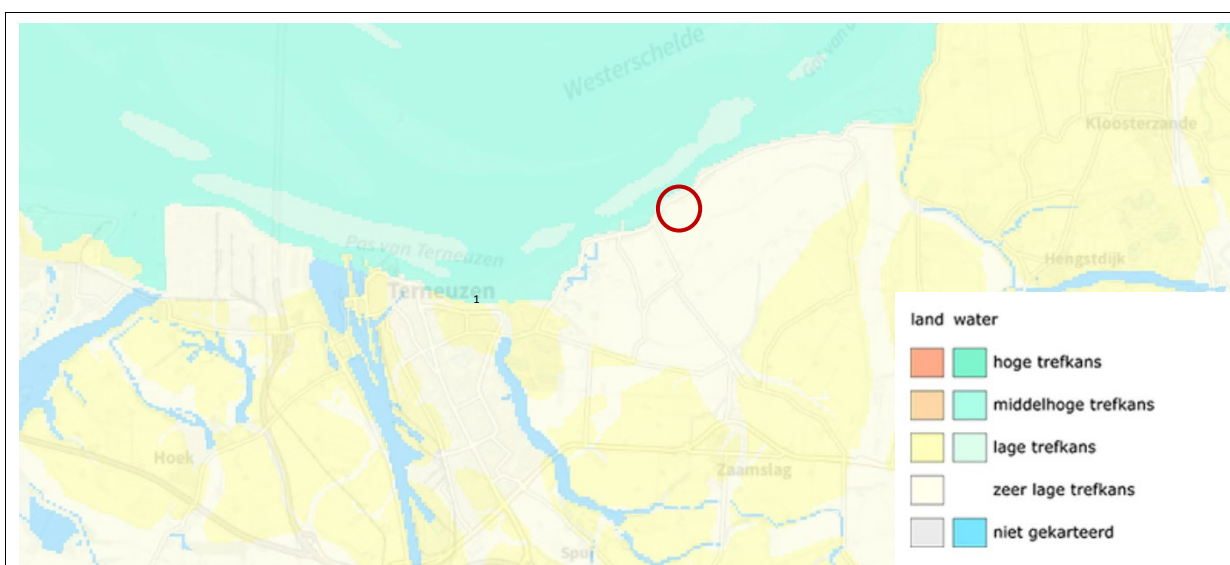 Westerschelde
Kloosterzande
Pas van Terneuzen
Hengstdijk
Terneuzen
1
land water
hoge trefkans
middelhoge trefkans
lage trefkans
Hoek
Zaamslag
zeer lage trefkans
niet gekarteerd
Spui